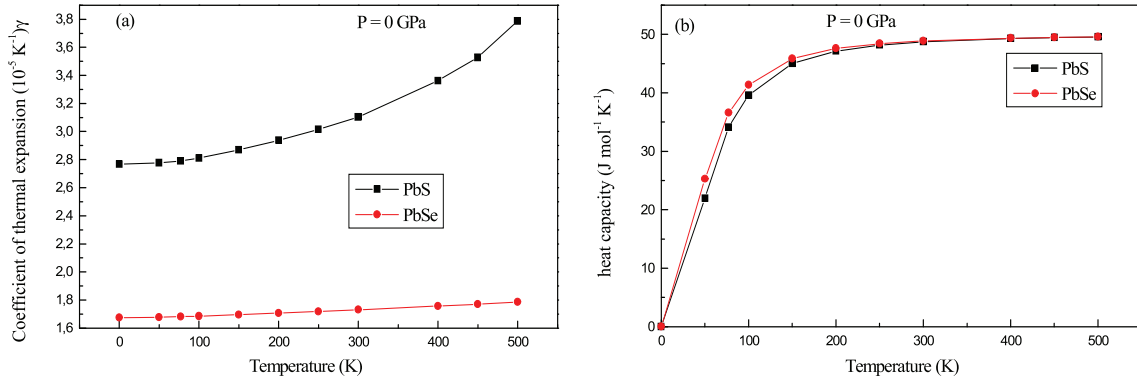 (a)
P = 0 GPa
Coefficient of thermal expansion (10⁻⁵ K⁻¹)γ
3,8
3,6
3,4
3,2
3,0
2,8
2,6
2,4
2,2
2,0
1,8
1,6
PbS
PbSe
0 100 200 300 400 500
Temperature (K)
(b)
P = 0 GPa
heat capacity (J mol⁻¹ K⁻¹)
50
40
30
20
10
0
PbS
PbSe
0 100 200 300 400 500
Temperature (K)